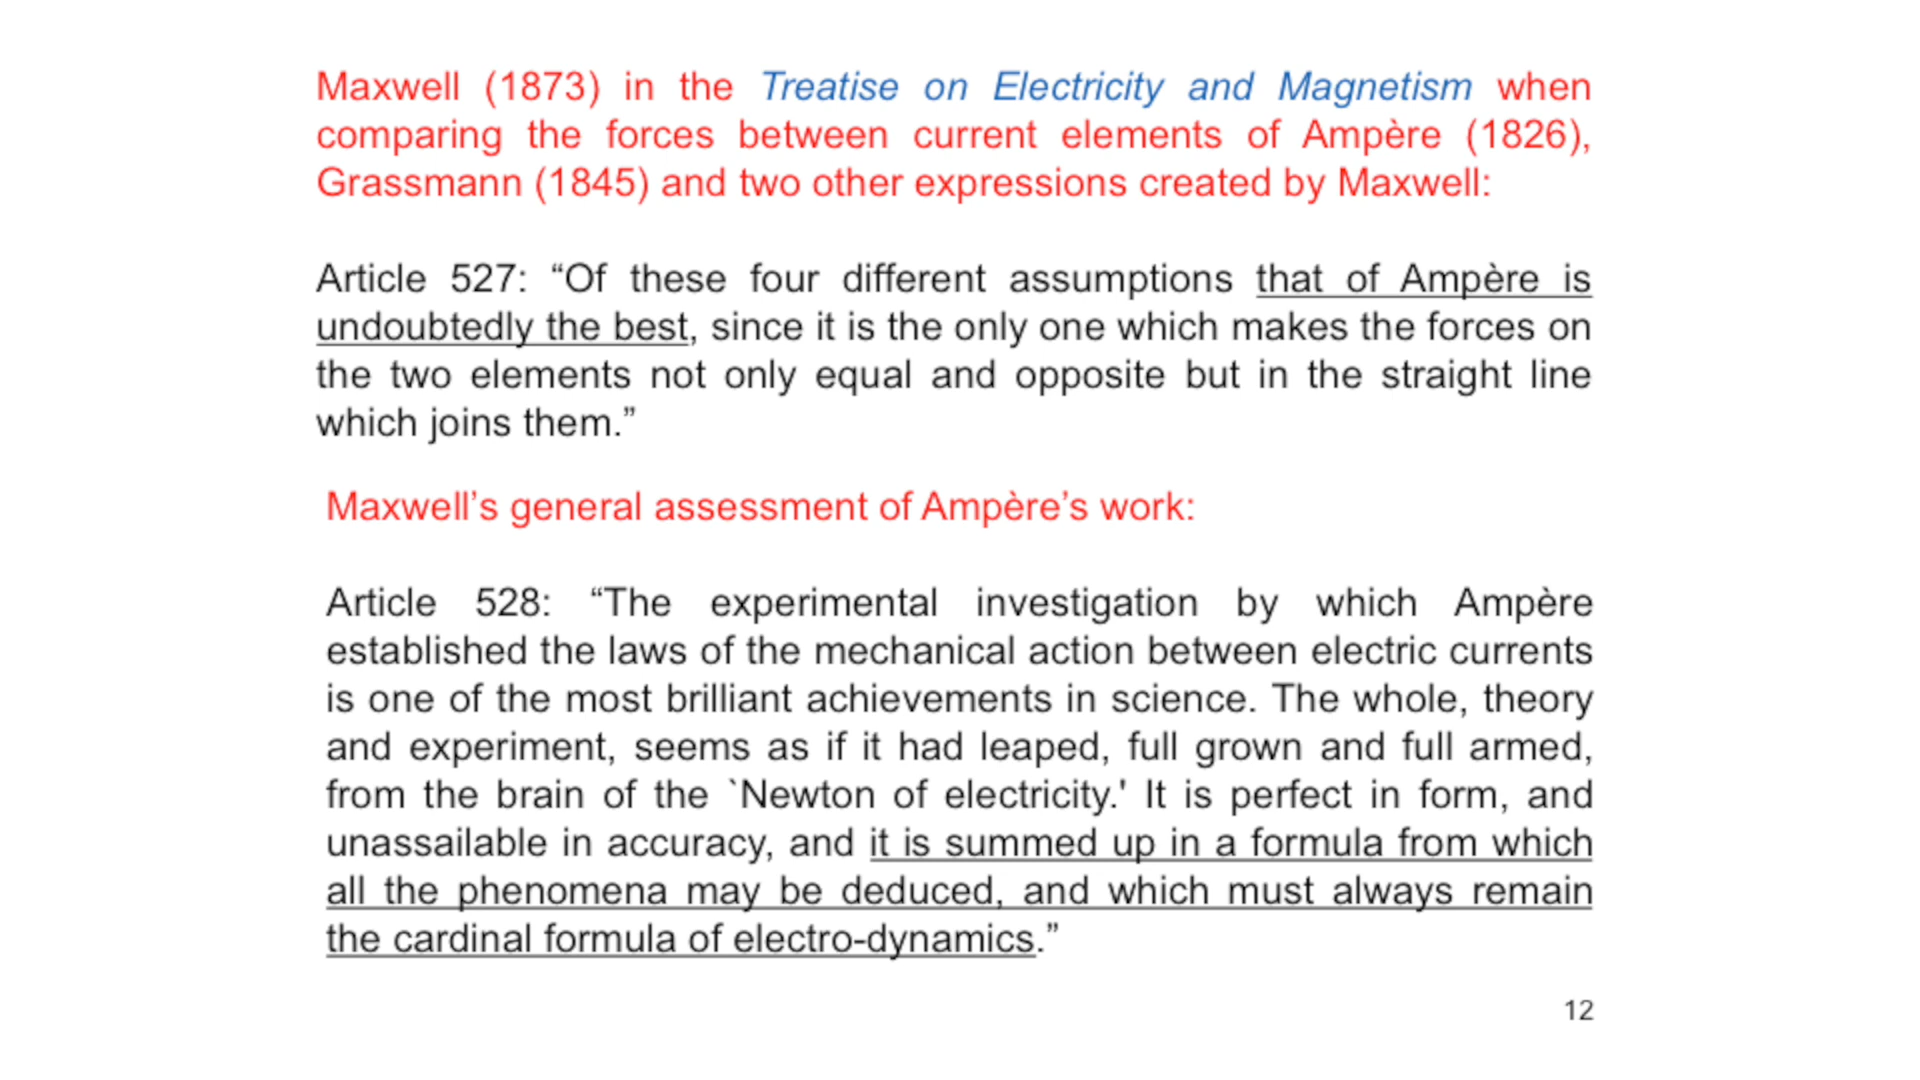 Maxwell (1873) in the Treatise on Electricity and Magnetism when
comparing the forces between current elements of Ampère (1826),
Grassmann (1845) and two other expressions created by Maxwell:
Article 527: “Of these four different assumptions that of Ampère is
undoubtedly the best, since it is the only one which makes the forces on
the two elements not only equal and opposite but in the straight line
which joins them.”
Maxwell’s general assessment of Ampère’s work:
Article 528: “The experimental investigation by which Ampère
established the laws of the mechanical action between electric currents
is one of the most brilliant achievements in science. The whole, theory
and experiment, seems as if it had leaped, full grown and full armed,
from the brain of the `Newton of electricity.' It is perfect in form, and
unassailable in accuracy, and it is summed up in a formula from which
all the phenomena may be deduced, and which must always remain
the cardinal formula of electro-dynamics.”
12